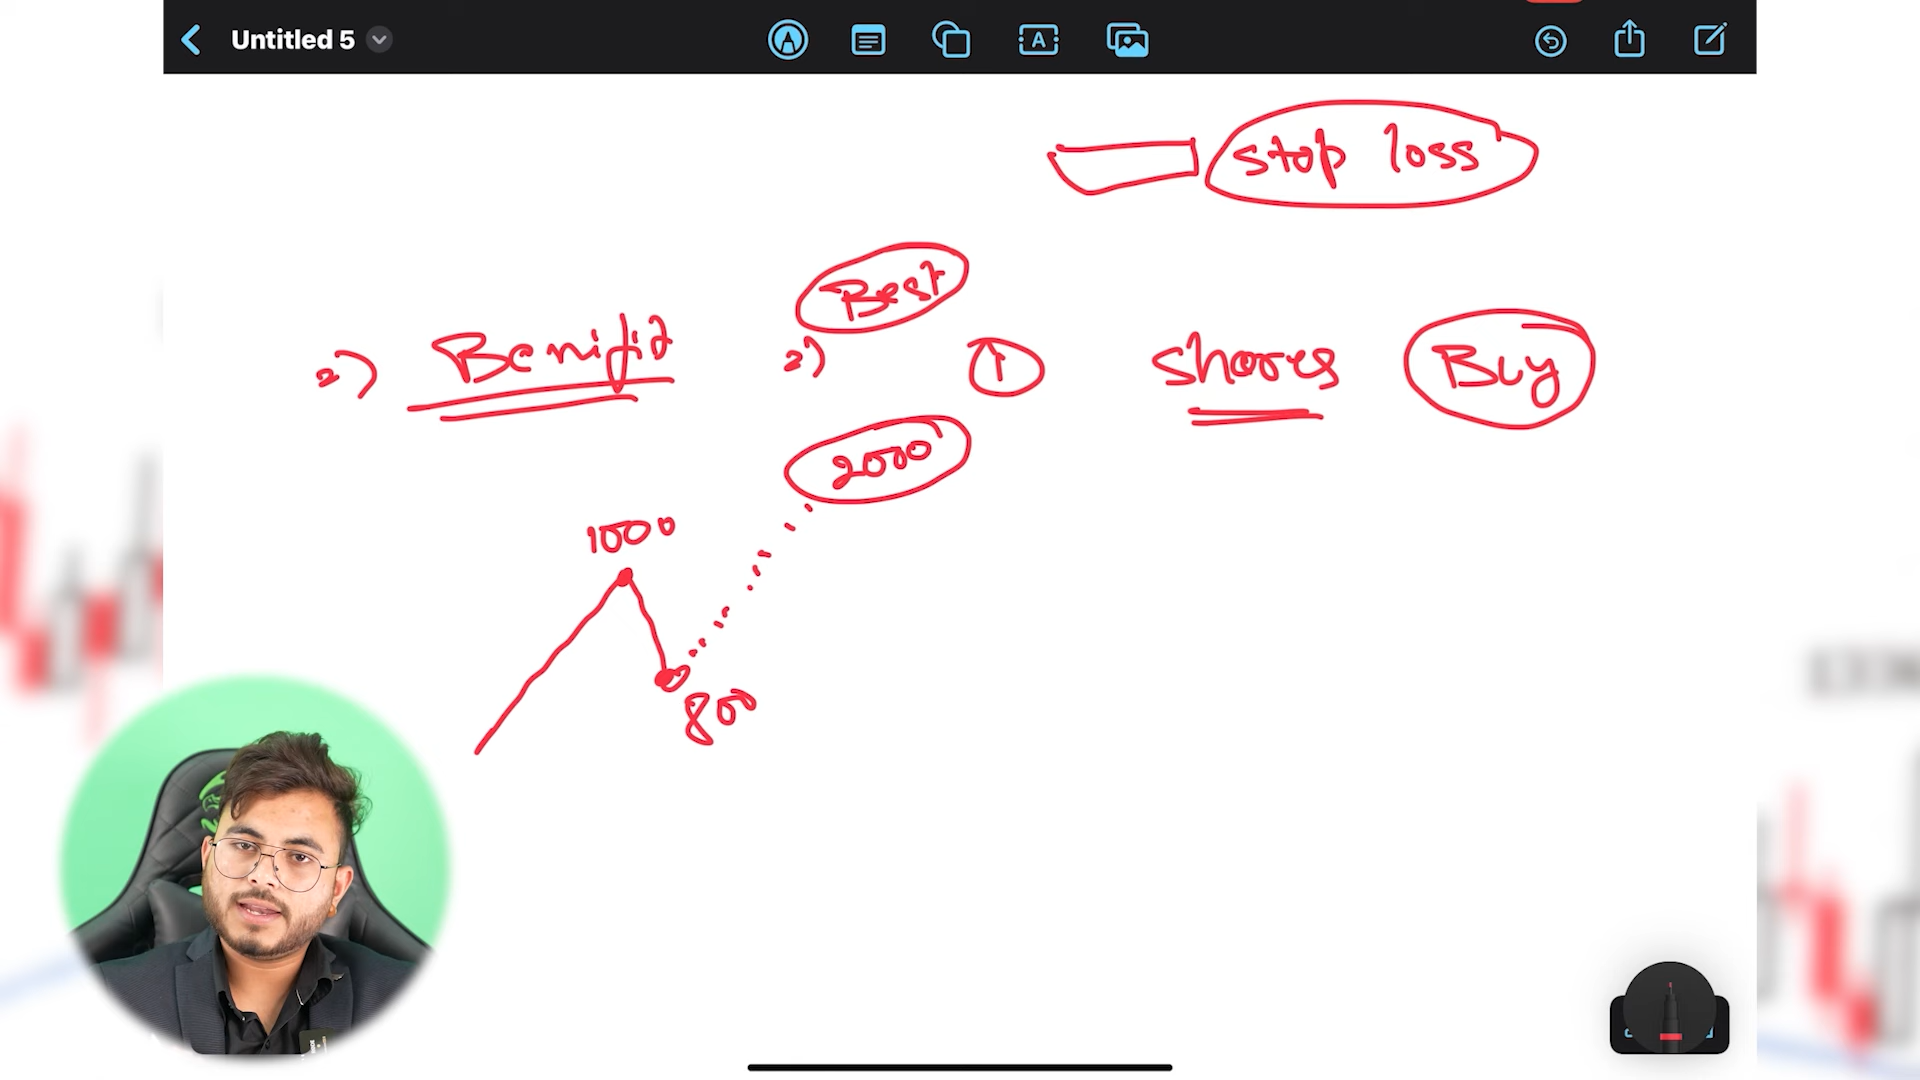 Untitled 5
A
stop loss
Best
2) Benifit 2) shares Buy
2000
1000
800